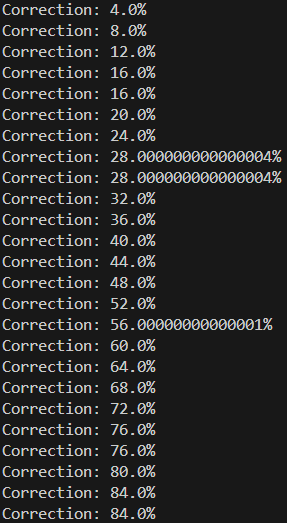 Correction: 4.0%
Correction: 8.0%
Correction: 12.0%
Correction: 16.0%
Correction: 16.0%
Correction: 20.0%
Correction: 24.0%
Correction: 28.000000000000004%
Correction: 28.000000000000004%
Correction: 32.0%
Correction: 36.0%
Correction: 40.0%
Correction: 44.0%
Correction: 48.0%
Correction: 52.0%
Correction: 56.00000000000001%
Correction: 60.0%
Correction: 64.0%
Correction: 68.0%
Correction: 72.0%
Correction: 76.0%
Correction: 76.0%
Correction: 80.0%
Correction: 84.0%
Correction: 84.0%